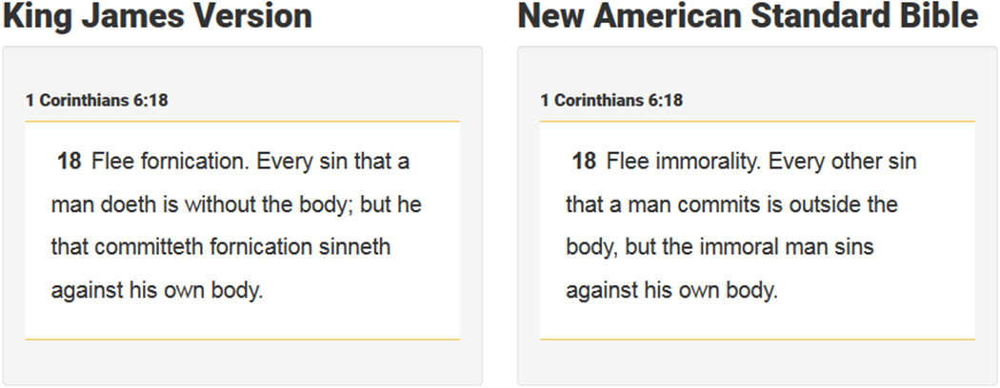 King James Version
1 Corinthians 6:18
18 Flee fornication. Every sin that a
man doeth is without the body; but he
that committeth fornication sinneth
against his own body.
New American Standard Bible
1 Corinthians 6:18
18 Flee immorality. Every other sin
that a man commits is outside the
body, but the immoral man sins
against his own body.